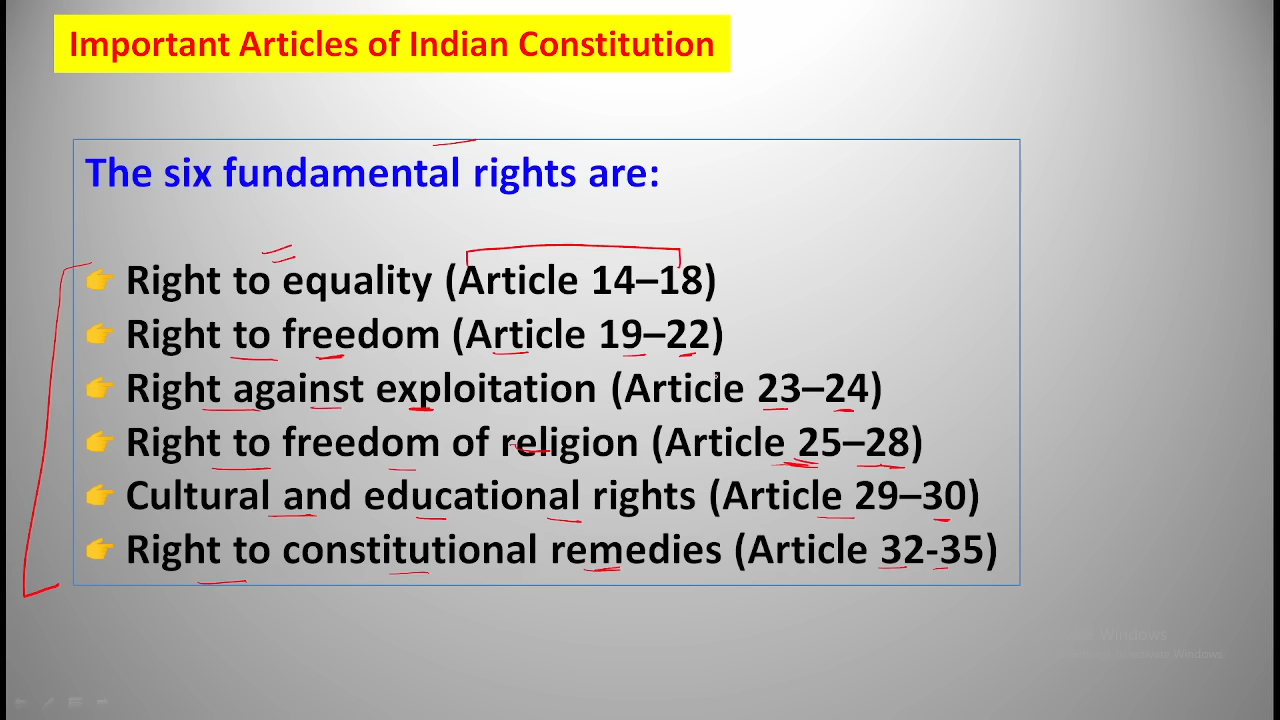 Important Articles of Indian Constitution
The six fundamental rights are:
👉 Right to equality (Article 14–18)
👉 Right to freedom (Article 19–22)
👉 Right against exploitation (Article 23–24)
👉 Right to freedom of religion (Article 25–28)
👉 Cultural and educational rights (Article 29–30)
👉 Right to constitutional remedies (Article 32-35)
Windows
Windows